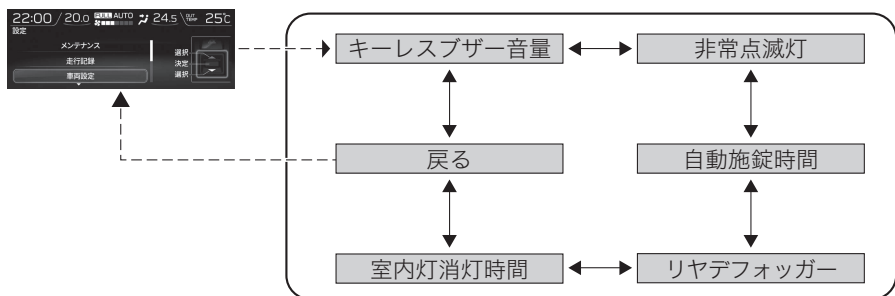 22:00 / 20.0 FULL AUTO 24.5 OUT TEMP 25℃
設定
メンテナンス
走行記録
車両設定
選択
決定
選択
キーレスブザー音量
非常点滅灯
戻る
自動施錠時間
室内灯消灯時間
リヤデフォッガー